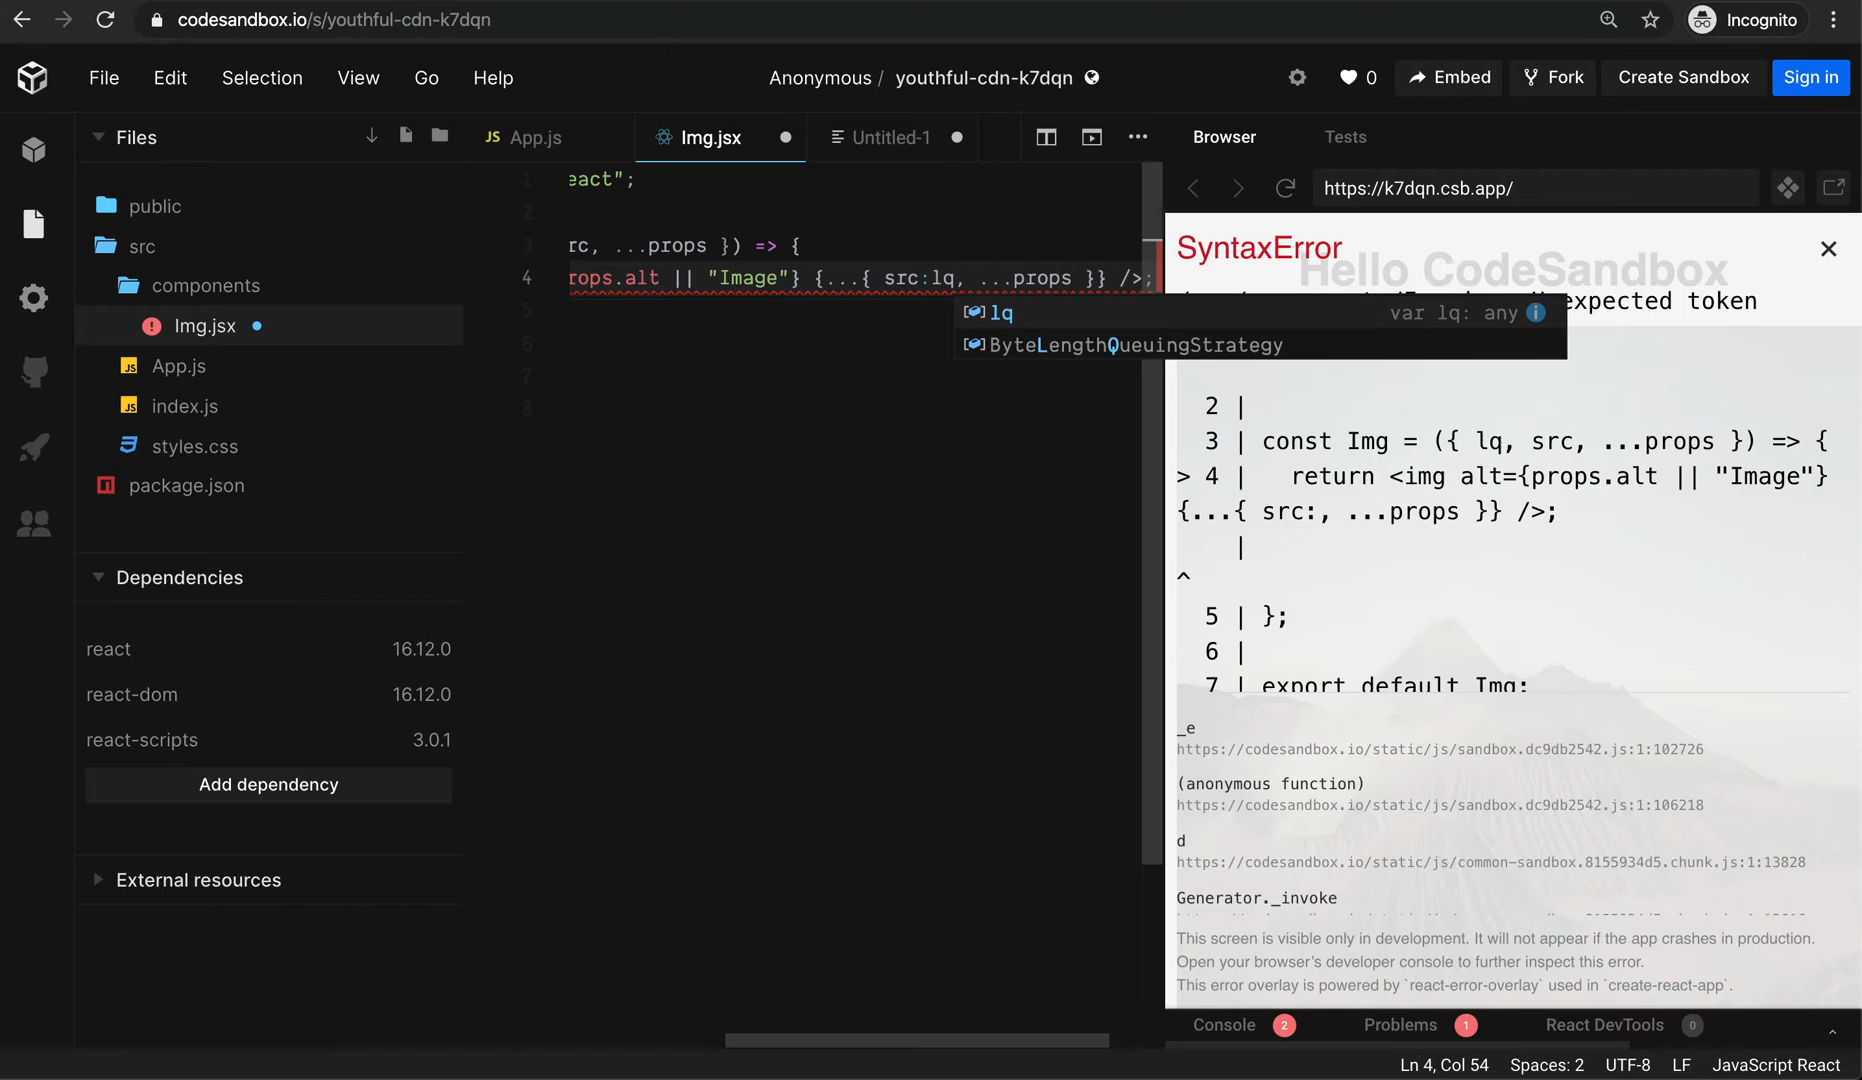 codesandbox.io/s/youthful-cdn-k7dqn
Incognito
File Edit Selection View Go Help
Anonymous / youthful-cdn-k7dqn
0
Embed
Fork
Create Sandbox
Sign in
Files
JS App.js
Img.jsx
Untitled-1
Browser
Tests
public
src
components
! Img.jsx
JS App.js
JS index.js
styles.css
package.json
Dependencies
react 16.12.0
react-dom 16.12.0
react-scripts 3.0.1
Add dependency
External resources
1 eact";
2
3 rc, ...props }) => {
4 rops.alt || "Image"} {...{ src:lq, ...props }} />;
5
6
7
8
lq var lq: any
ByteLengthQueuingStrategy
https://k7dqn.csb.app/
SyntaxError
Hello CodeSandbox
expected token
2 |
3 | const Img = ({ lq, src, ...props }) => {
> 4 | return <img alt={props.alt || "Image"}
{...{ src:, ...props }} />;
|
^
5 | };
6 |
7 | export default Img;
_e
https://codesandbox.io/static/js/sandbox.dc9db2542.js:1:102726
(anonymous function)
https://codesandbox.io/static/js/sandbox.dc9db2542.js:1:106218
d
https://codesandbox.io/static/js/common-sandbox.8155934d5.chunk.js:1:13828
Generator._invoke
This screen is visible only in development. It will not appear if the app crashes in production.
Open your browser’s developer console to further inspect this error.
This error overlay is powered by `react-error-overlay` used in `create-react-app`.
Console 2
Problems 1
React DevTools 0
Ln 4, Col 54 Spaces: 2 UTF-8 LF JavaScript React